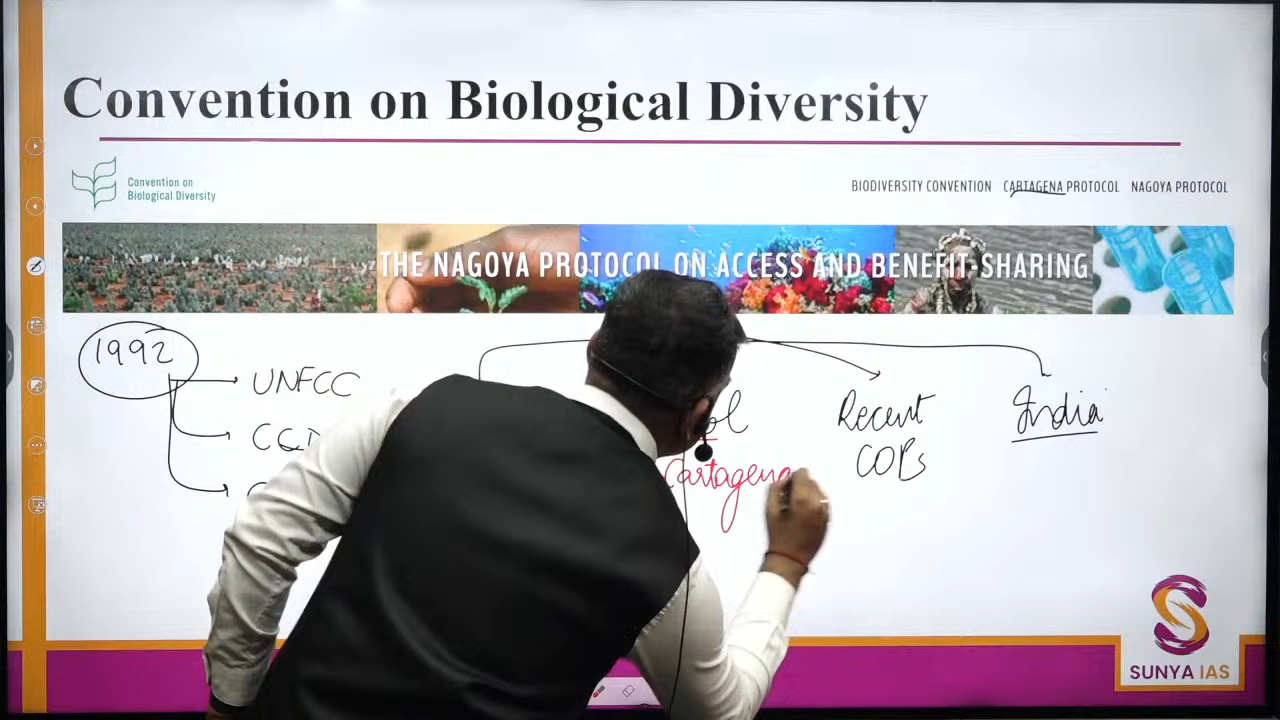 Convention on Biological Diversity
Convention on
Biological Diversity
BIODIVERSITY CONVENTION CARTAGENA PROTOCOL NAGOYA PROTOCOL
THE NAGOYA PROTOCOL ON ACCESS AND BENEFIT-SHARING
1992
UNFCC
Recent
COPs
India
Cartagena
SUNYA IAS